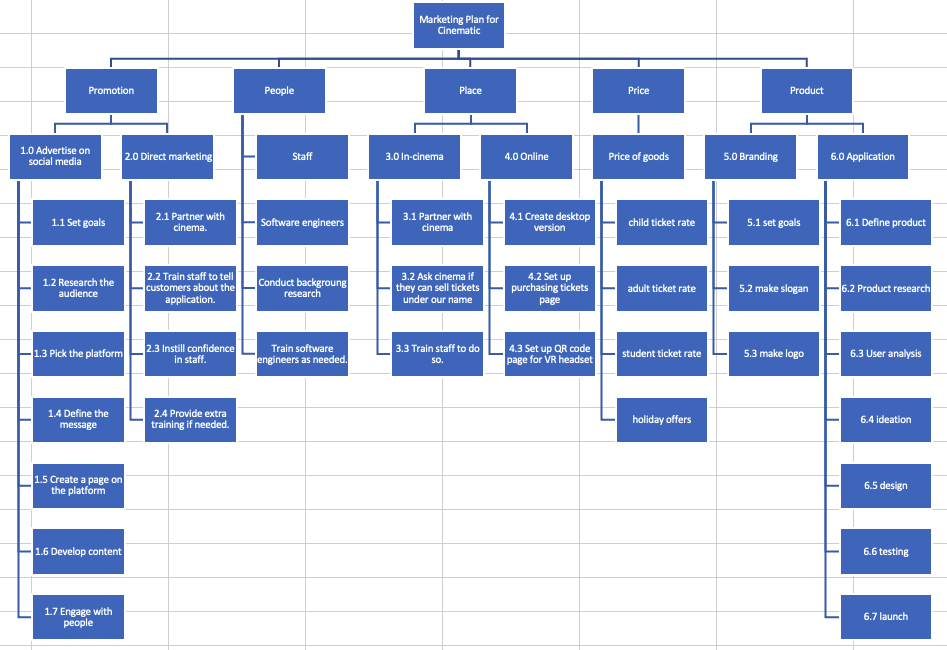 Marketing Plan for
Cinematic
Promotion
People
Place
Price
Product
1.0 Advertise on
social media
2.0 Direct marketing
Staff
3.0 In-cinema
4.0 Online
Price of goods
5.0 Branding
6.0 Application
1.1 Set goals
2.1 Partner with
cinema.
Software engineers
3.1 Partner with
cinema
4.1 Create desktop
version
child ticket rate
5.1 set goals
6.1 Define product
1.2 Research the
audience
2.2 Train staff to tell
customers about the
application.
Conduct backgroung
research
3.2 Ask cinema if
they can sell tickets
under our name
4.2 Set up
purchasing tickets
page
adult ticket rate
5.2 make slogan
6.2 Product research
1.3 Pick the platform
2.3 Instill confidence
in staff.
Train software
engineers as needed.
3.3 Train staff to do
so.
4.3 Set up QR code
page for VR headset
student ticket rate
5.3 make logo
6.3 User analysis
1.4 Define the
message
2.4 Provide extra
training if needed.
holiday offers
6.4 ideation
1.5 Create a page on
the platform
6.5 design
1.6 Develop content
6.6 testing
1.7 Engage with
people
6.7 launch